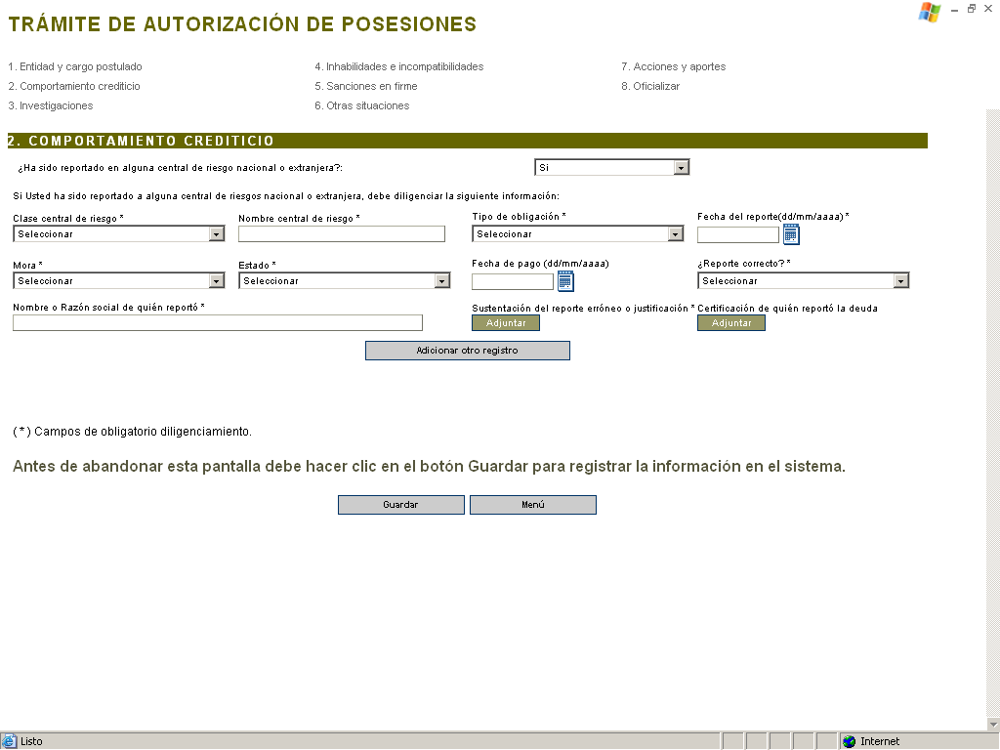 TRÁMITE DE AUTORIZACIÓN DE POSESIONES
1. Entidad y cargo postulado
4. Inhabilidades e incompatibilidades
7. Acciones y aportes
2. Comportamiento crediticio
5. Sanciones en firme
8. Oficializar
3. Investigaciones
6. Otras situaciones
2. COMPORTAMIENTO CREDITICIO
¿Ha sido reportado en alguna central de riesgo nacional o extranjera?:
Si
Si Usted ha sido reportado a alguna central de riesgos nacional o extranjera, debe diligenciar la siguiente información:
Clase central de riesgo *
Nombre central de riesgo *
Tipo de obligación *
Fecha del reporte(dd/mm/aaaa) *
Seleccionar
Seleccionar
Mora *
Estado *
Fecha de pago (dd/mm/aaaa)
¿Reporte correcto? *
Seleccionar
Seleccionar
Seleccionar
Nombre o Razón social de quién reportó *
Sustentación del reporte erróneo o justificación *
Certificación de quién reportó la deuda
Adjuntar
Adjuntar
Adicionar otro registro
( * ) Campos de obligatorio diligenciamiento.
Antes de abandonar esta pantalla debe hacer clic en el botón Guardar para registrar la información en el sistema.
Guardar
Menú
Listo
Internet